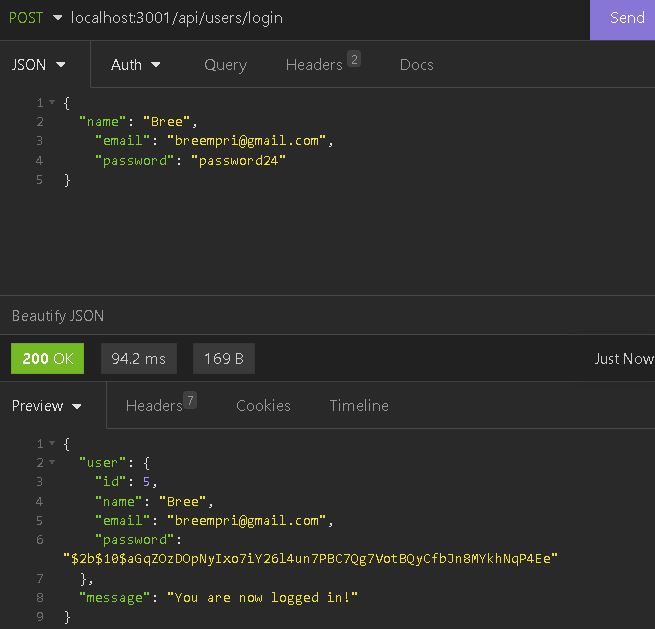 POST localhost:3001/api/users/login Send
JSON Auth Query Headers 2 Docs
1 {
2 "name": "Bree",
3 "email": "breempri@gmail.com",
4 "password": "password24"
5 }
Beautify JSON
200 OK 94.2 ms 169 B Just Now
Preview Headers 7 Cookies Timeline
1 {
2 "user": {
3 "id": 5,
4 "name": "Bree",
5 "email": "breempri@gmail.com",
6 "password":
"$2b$10$aGqZOzDOpNyIxo7iY26l4un7PBC7Qg7VotBQyCfbJn8MYkhNqP4Ee"
7 },
8 "message": "You are now logged in!"
9 }